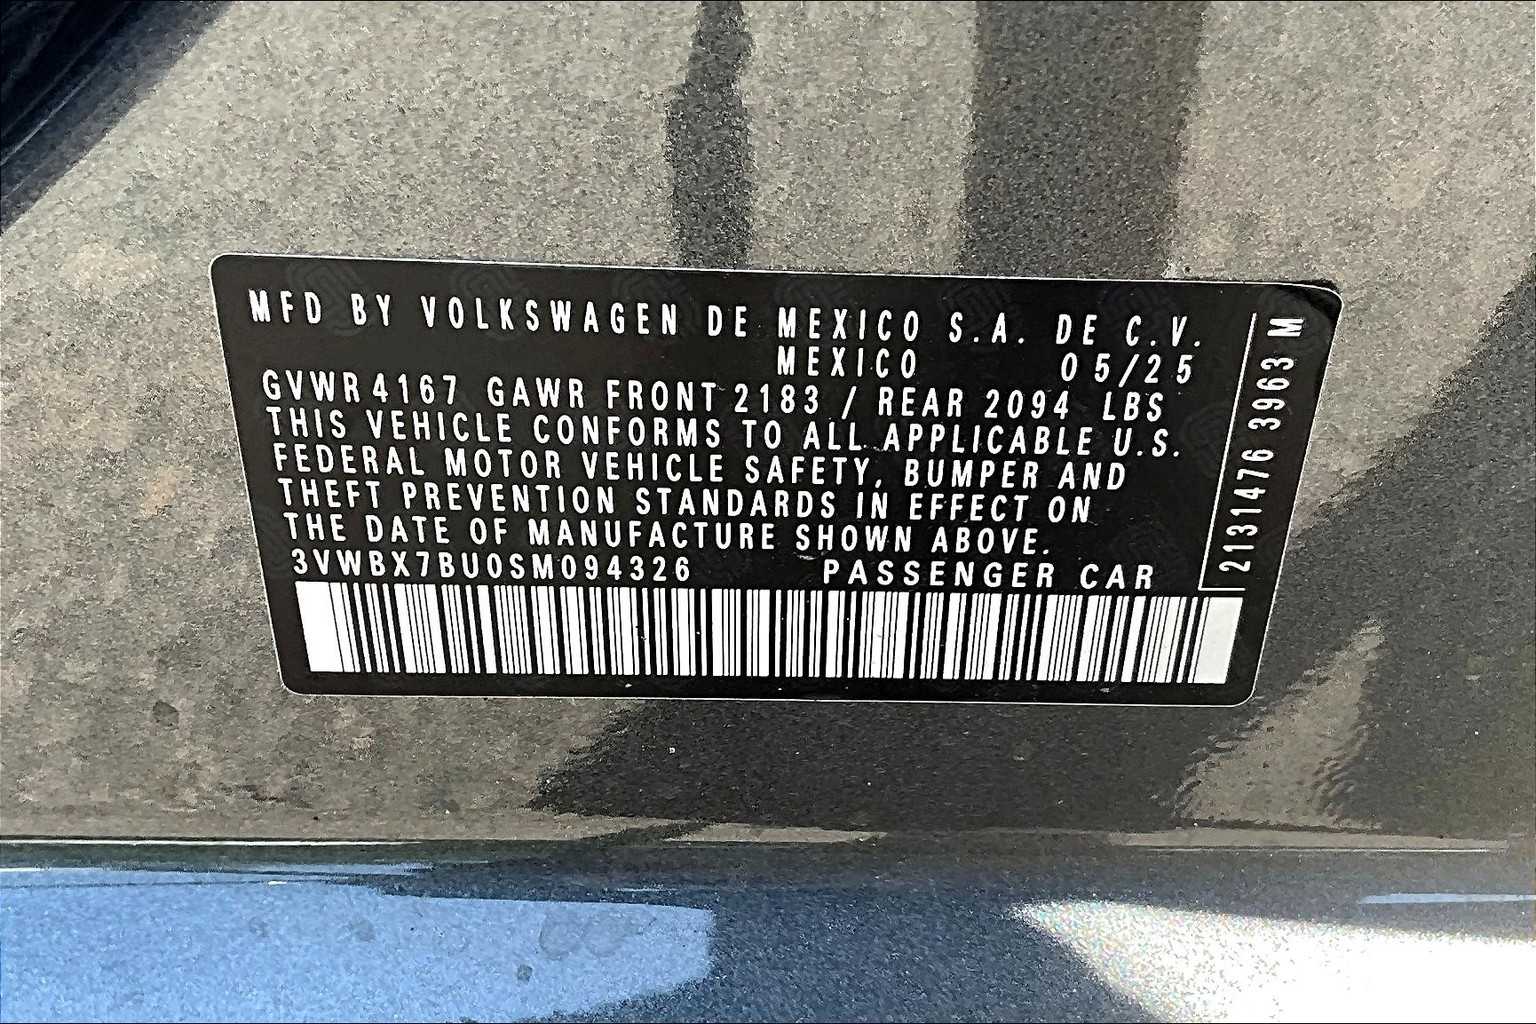 MFD BY VOLKSWAGEN DE MEXICO S.A. DE C.V.
MEXICO 05/25
GVWR 4167 GAWR FRONT 2183 / REAR 2094 LBS
THIS VEHICLE CONFORMS TO ALL APPLICABLE U.S.
FEDERAL MOTOR VEHICLE SAFETY, BUMPER AND
THEFT PREVENTION STANDARDS IN EFFECT ON
THE DATE OF MANUFACTURE SHOWN ABOVE.
3VWBX7BU0SM094326 PASSENGER CAR
2131476 3963 M